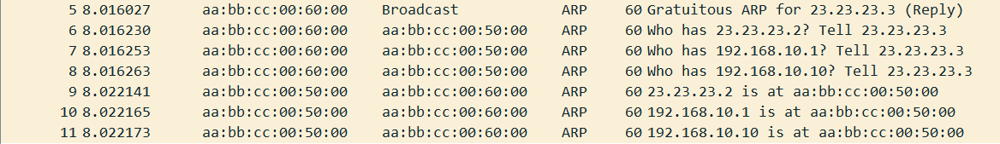 5 8.016027 aa:bb:cc:00:60:00 Broadcast ARP 60 Gratuitous ARP for 23.23.23.3 (Reply)
6 8.016230 aa:bb:cc:00:60:00 aa:bb:cc:00:50:00 ARP 60 Who has 23.23.23.2? Tell 23.23.23.3
7 8.016253 aa:bb:cc:00:60:00 aa:bb:cc:00:50:00 ARP 60 Who has 192.168.10.1? Tell 23.23.23.3
8 8.016263 aa:bb:cc:00:60:00 aa:bb:cc:00:50:00 ARP 60 Who has 192.168.10.10? Tell 23.23.23.3
9 8.022141 aa:bb:cc:00:50:00 aa:bb:cc:00:60:00 ARP 60 23.23.23.2 is at aa:bb:cc:00:50:00
10 8.022165 aa:bb:cc:00:50:00 aa:bb:cc:00:60:00 ARP 60 192.168.10.1 is at aa:bb:cc:00:50:00
11 8.022173 aa:bb:cc:00:50:00 aa:bb:cc:00:60:00 ARP 60 192.168.10.10 is at aa:bb:cc:00:50:00